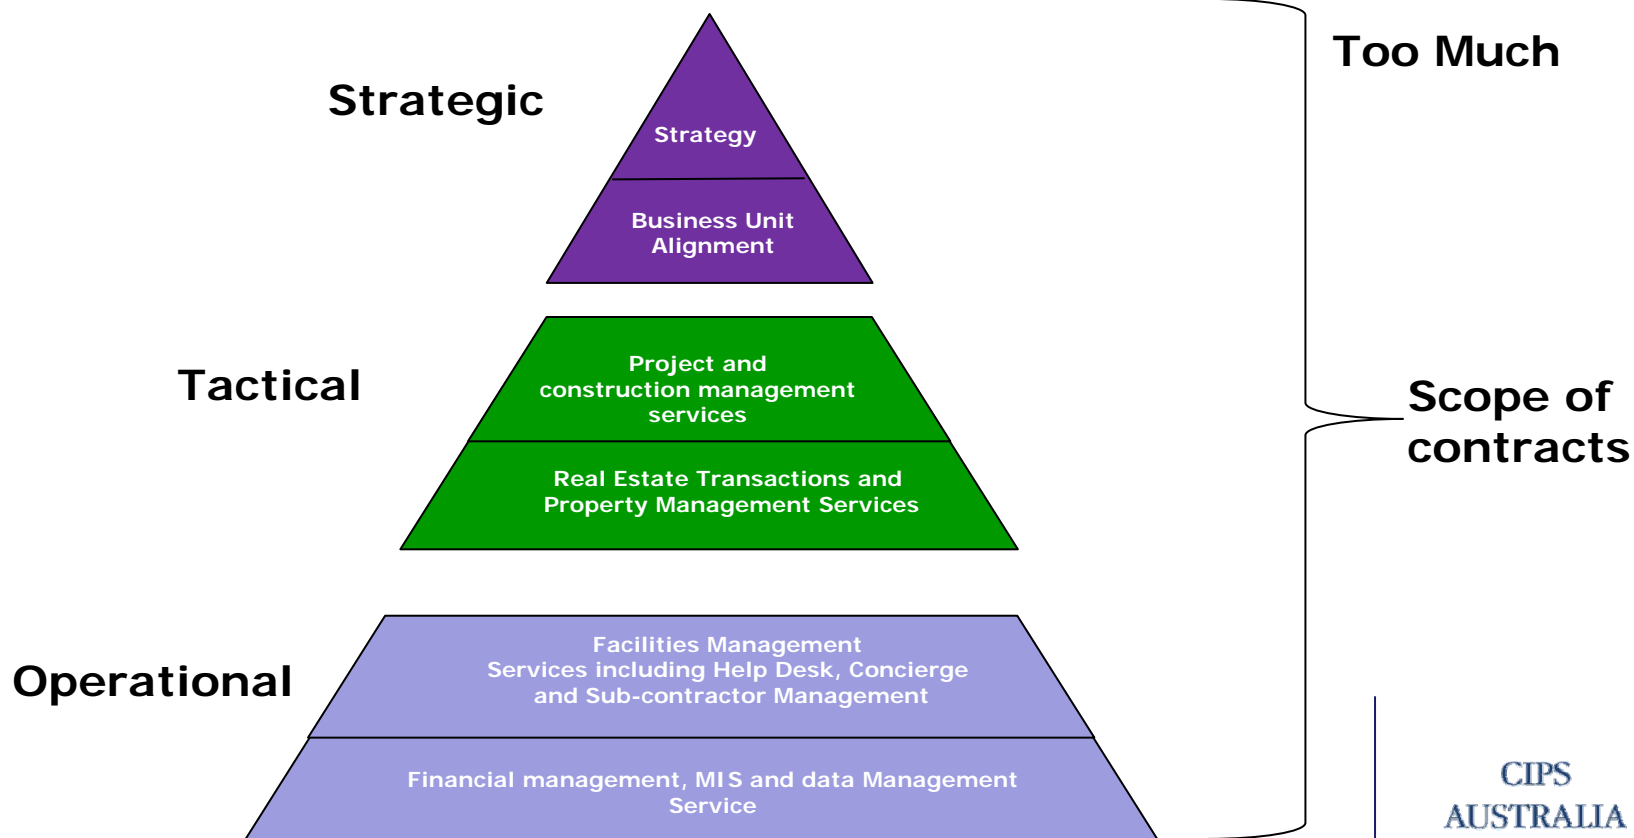 Too Much
Strategic
Strategy
Business Unit
Alignment
Tactical
Project and
construction management
services
Real Estate Transactions and
Property Management Services
Scope of
contracts
Operational
Facilities Management
Services including Help Desk, Concierge
and Sub-contractor Management
Financial management, MIS and data Management
Service
CIPS
AUSTRALIA